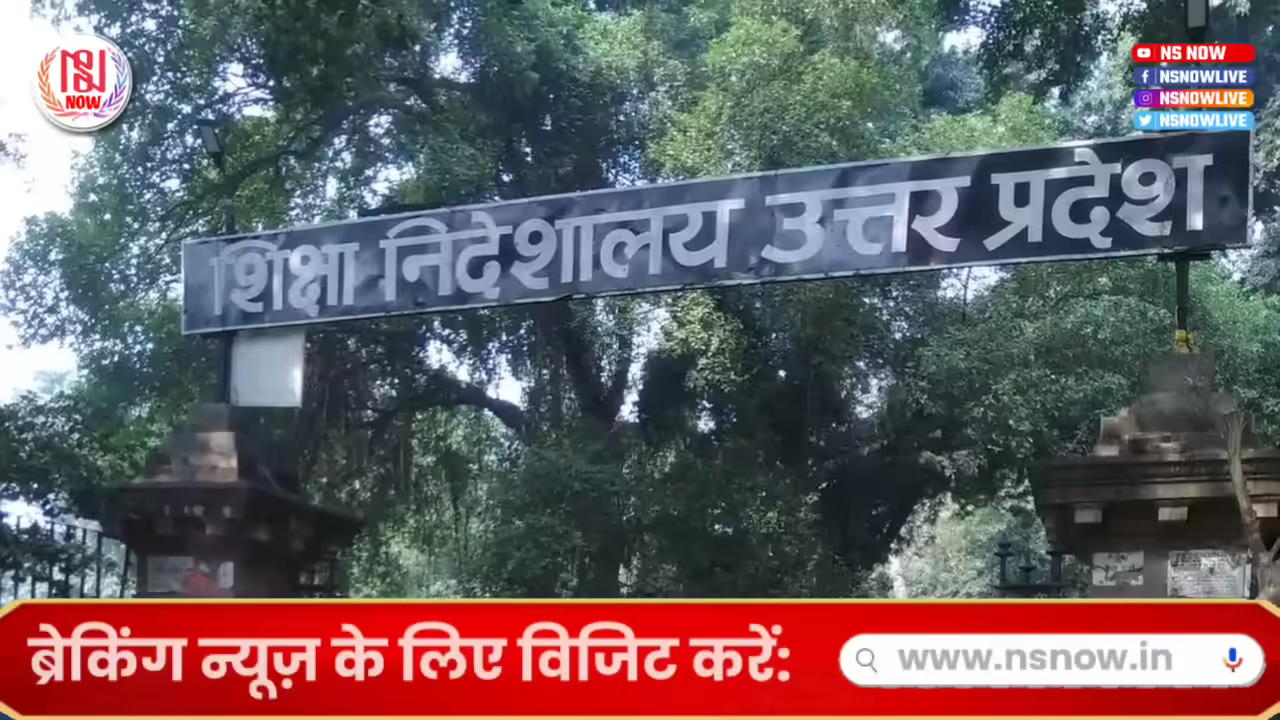 NS
NOW
NS NOW
NSNOWLIVE
NSNOWLIVE
NSNOWLIVE
शिक्षा निदेशालय उत्तर प्रदेश
ब्रेकिंग न्यूज़ के लिए विजिट करें:
www.nsnow.in